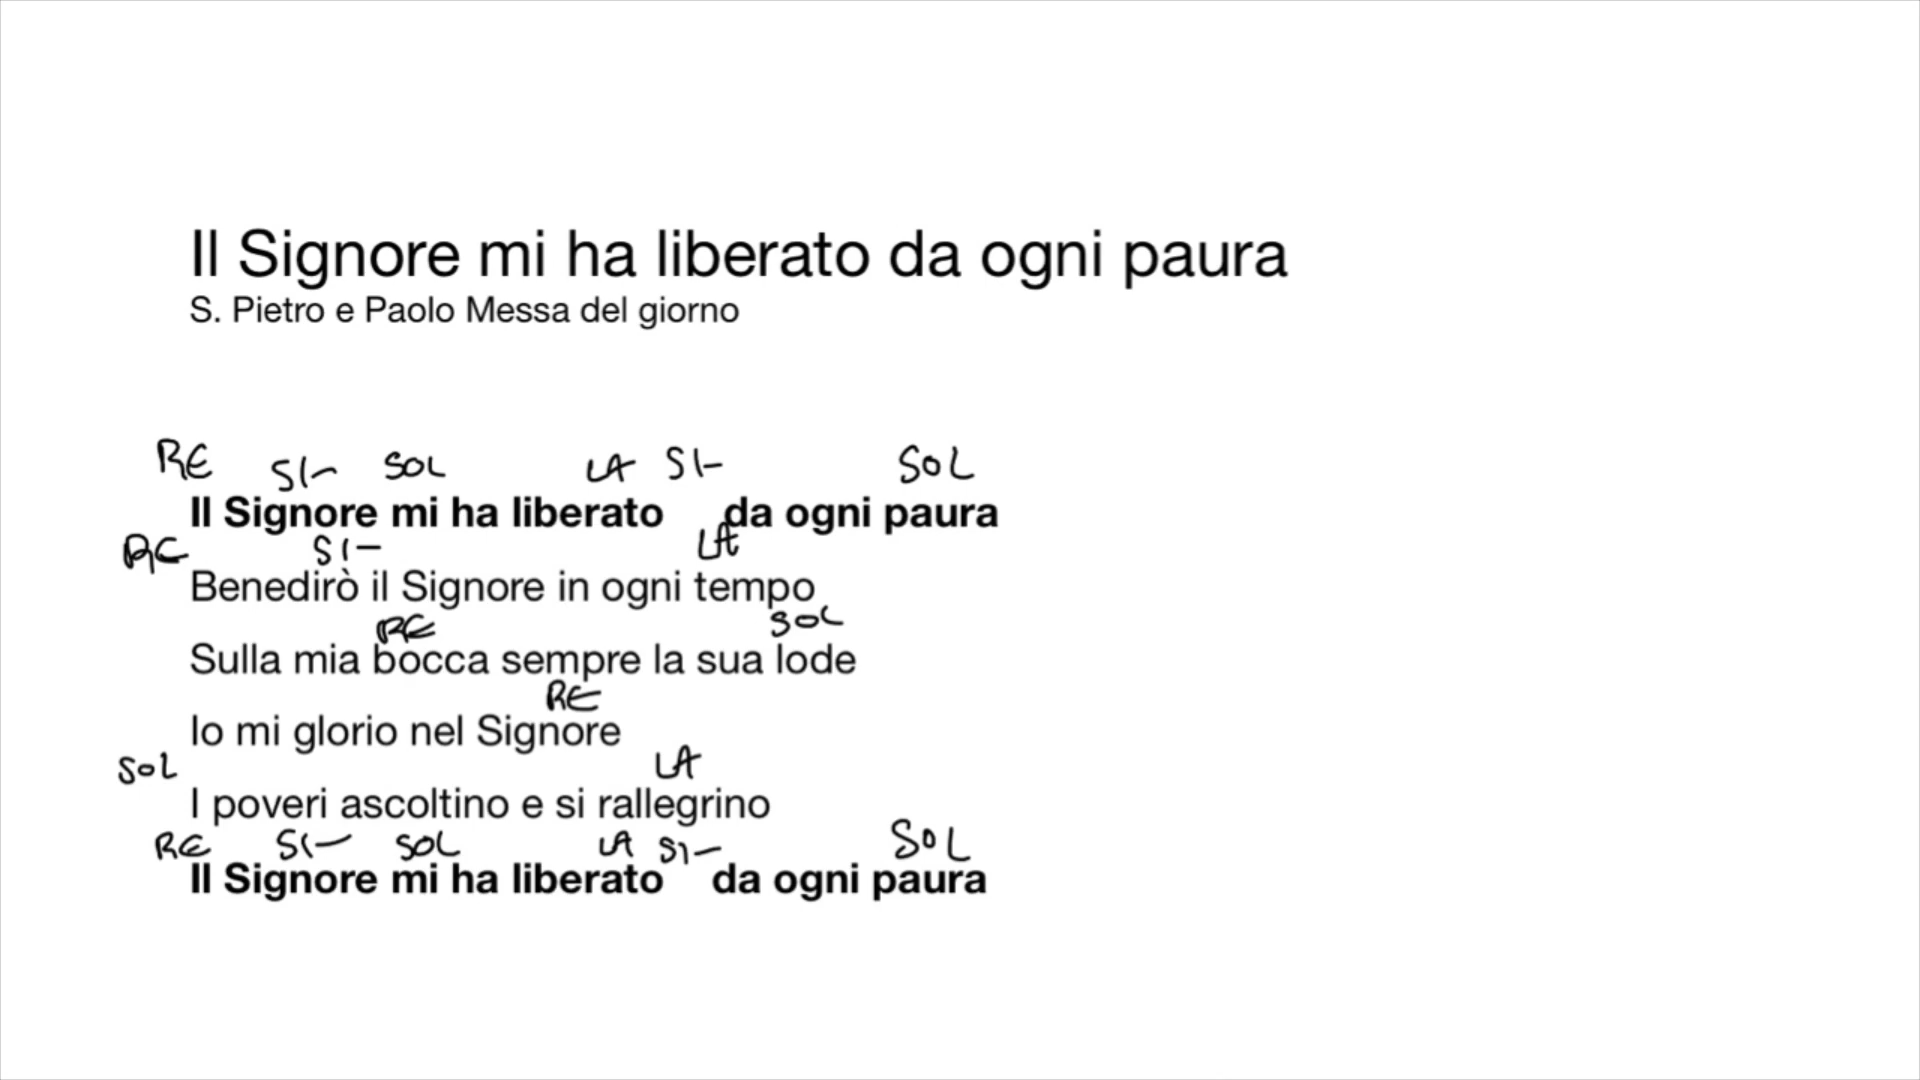 Il Signore mi ha liberato da ogni paura
S. Pietro e Paolo Messa del giorno
RE SI- SOL LA SI- SOL
Il Signore mi ha liberato da ogni paura
RE SI- LA
Benedirò il Signore in ogni tempo
RE SOL
Sulla mia bocca sempre la sua lode
RE
Io mi glorio nel Signore
SOL LA
I poveri ascoltino e si rallegrino
RE SI- SOL LA SI- SOL
Il Signore mi ha liberato da ogni paura